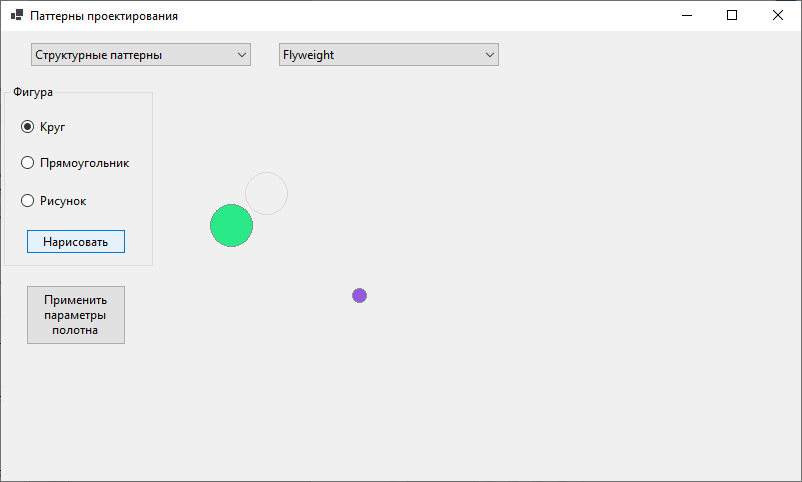 Паттерны проектирования
Структурные паттерны
Flyweight
Фигура
Круг
Прямоугольник
Рисунок
Нарисовать
Применить
параметры
полотна